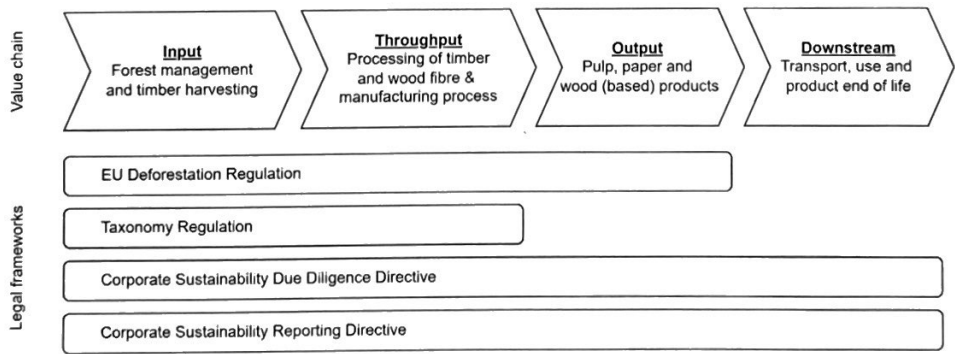 Value chain
Input
Forest management
and timber harvesting
Throughput
Processing of timber
and wood fibre &
manufacturing process
Output
Pulp, paper and
wood (based) products
Downstream
Transport, use and
product end of life
Legal frameworks
EU Deforestation Regulation
Taxonomy Regulation
Corporate Sustainability Due Diligence Directive
Corporate Sustainability Reporting Directive